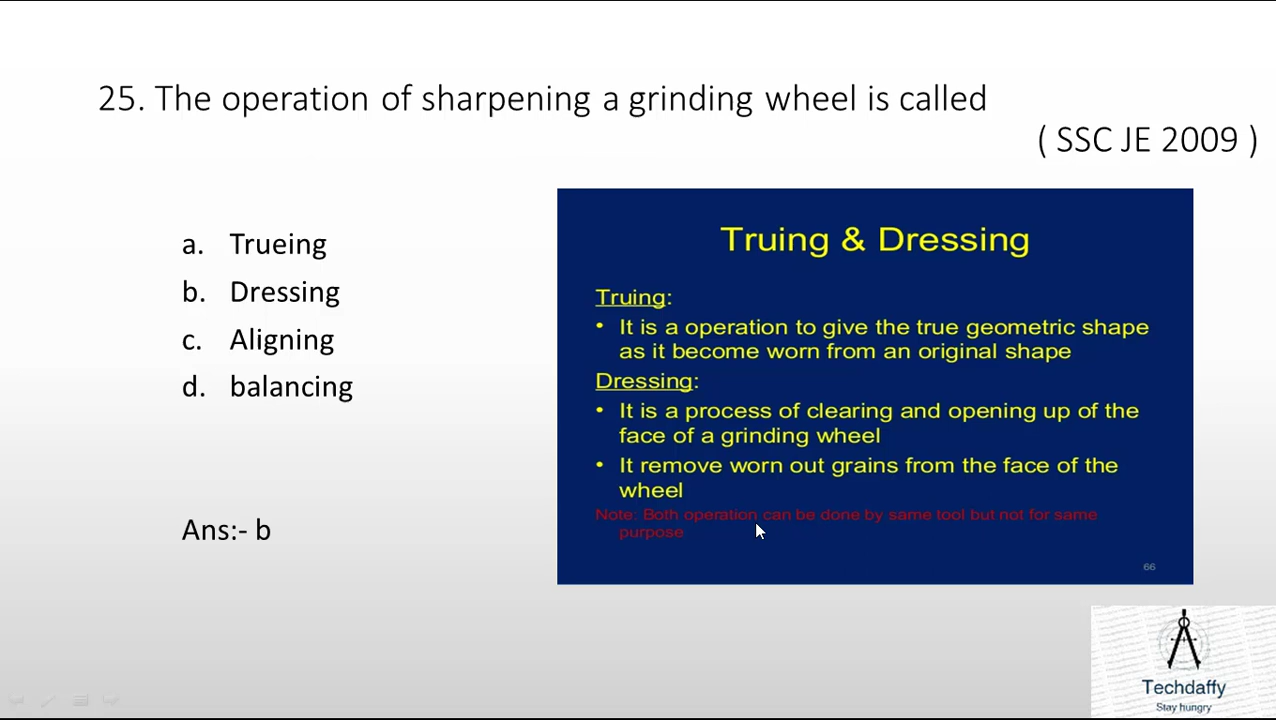 25. The operation of sharpening a grinding wheel is called
( SSC JE 2009 )
a. Trueing
b. Dressing
c. Aligning
d. balancing
Ans:- b
Truing & Dressing
Truing:
• It is a operation to give the true geometric shape
as it become worn from an original shape
Dressing:
• It is a process of clearing and opening up of the
face of a grinding wheel
• It remove worn out grains from the face of the
wheel
Note: Both operation can be done by same tool but not for same
purpose
66
Techdaffy
Stay hungry